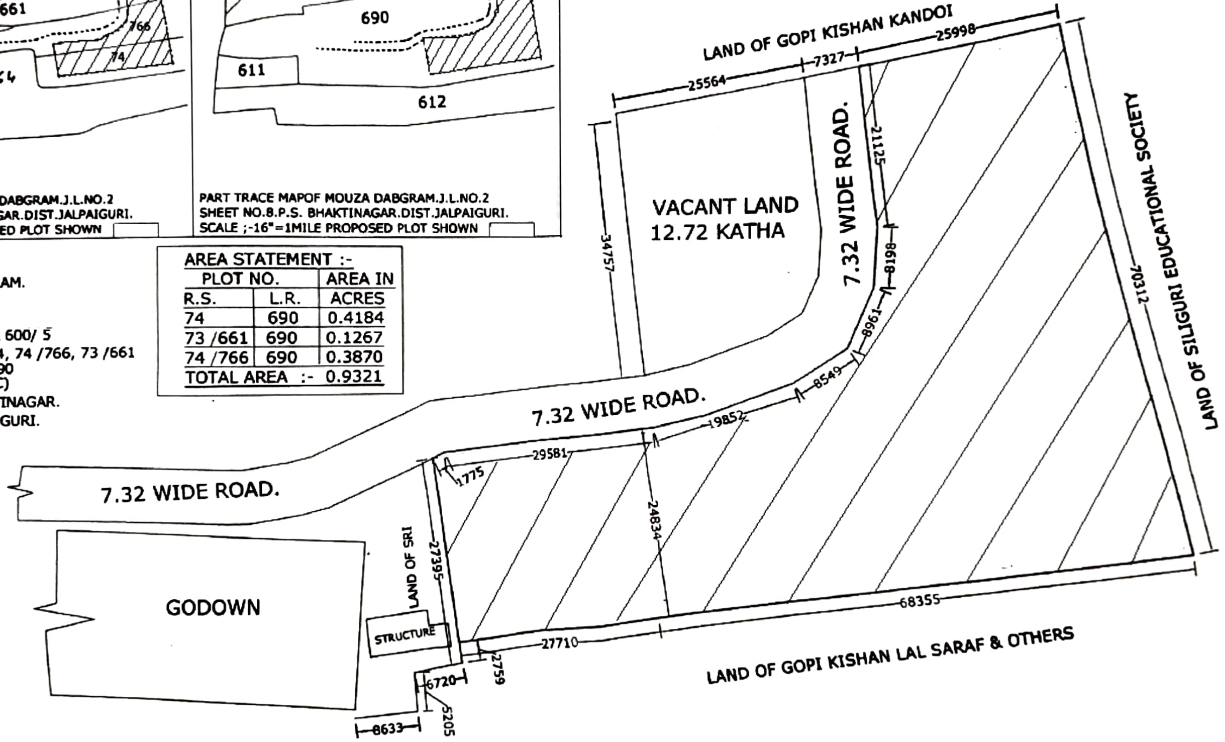 661
766
74
690
611
612
DABGRAM.J.L.NO.2
GAR.DIST.JALPAIGURI.
ED PLOT SHOWN
PART TRACE MAPOF MOUZA DABGRAM.J.L.NO.2
SHEET NO.8.P.S. BHAKTINAGAR.DIST.JALPAIGURI.
SCALE ;-16"=1MILE PROPOSED PLOT SHOWN
AREA STATEMENT :-
PLOT NO. AREA IN
R.S. L.R. ACRES
74 690 0.4184
73 /661 690 0.1267
74 /766 690 0.3870
TOTAL AREA :- 0.9321
AM.
600/ 5
, 74 /766, 73 /661
90
TINAGAR.
GURI.
LAND OF GOPI KISHAN KANDOI
25564
7327
25998
34757
VACANT LAND
12.72 KATHA
7.32 WIDE ROAD.
21125
8198
8961
8549
19852
70312
LAND OF SILIGURI EDUCATIONAL SOCIETY
7.32 WIDE ROAD.
29581
1775
7.32 WIDE ROAD.
24834
27395
LAND OF SRI
GODOWN
STRUCTURE
27710
68355
2759
6720
5205
8633
LAND OF GOPI KISHAN LAL SARAF & OTHERS